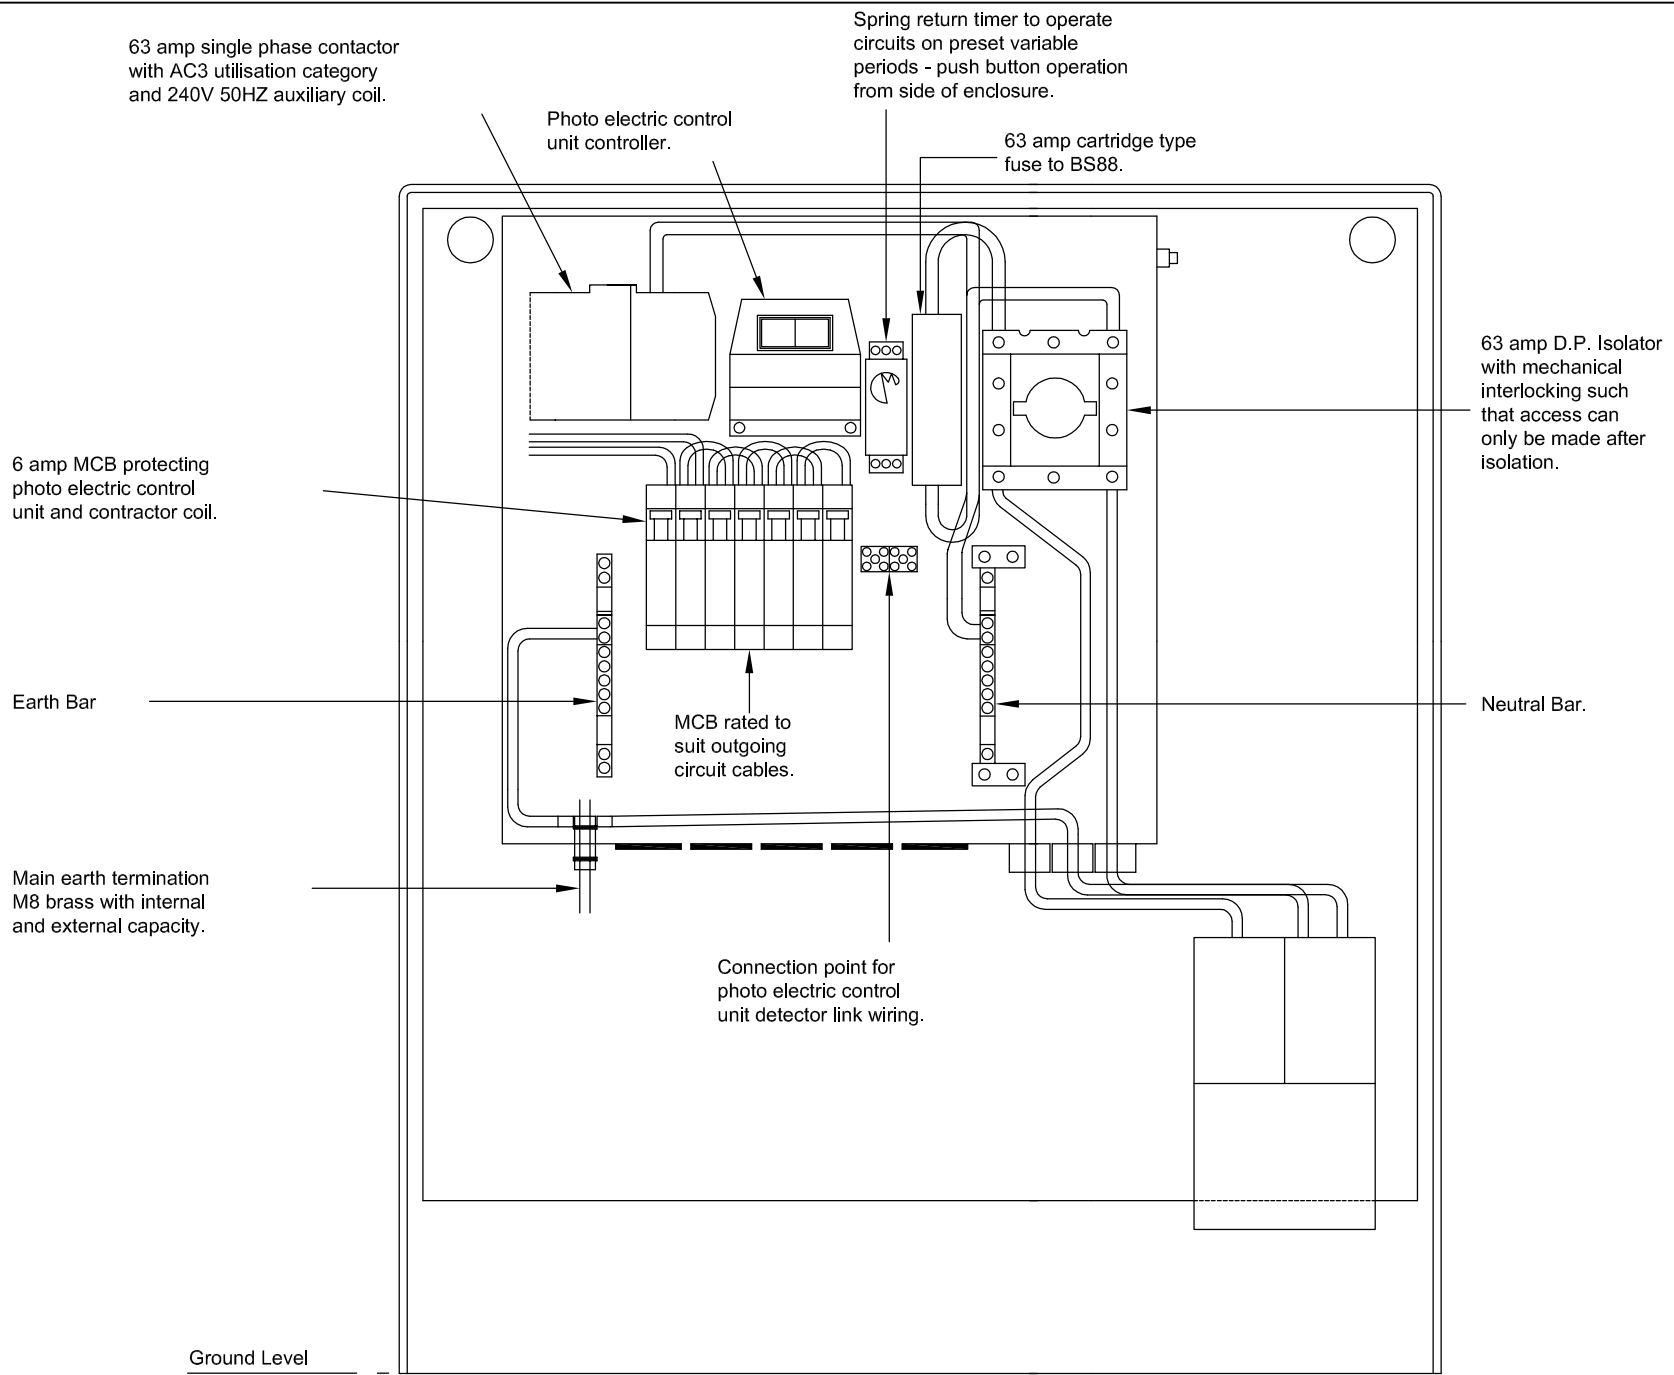 Spring return timer to operate
circuits on preset variable
periods - push button operation
from side of enclosure.
63 amp single phase contactor
with AC3 utilisation category
and 240V 50HZ auxiliary coil.
Photo electric control
unit controller.
63 amp cartridge type
fuse to BS88.
63 amp D.P. Isolator
with mechanical
interlocking such
that access can
only be made after
isolation.
6 amp MCB protecting
photo electric control
unit and contractor coil.
Earth Bar
MCB rated to
suit outgoing
circuit cables.
Neutral Bar.
Main earth termination
M8 brass with internal
and external capacity.
Connection point for
photo electric control
unit detector link wiring.
Ground Level